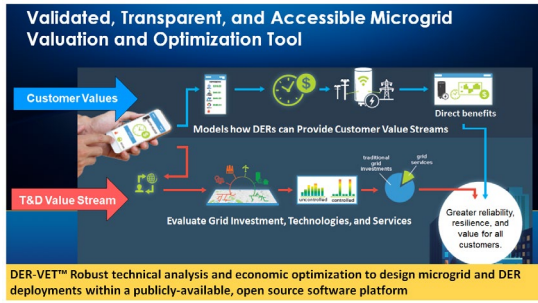 Validated, Transparent, and Accessible Microgrid
Valuation and Optimization Tool
Customer Values
Direct benefits
Models how DERs can Provide Customer Value Streams
traditional
grid
investments
grid
services
T&D Value Stream
uncontrolled
controlled
Evaluate Grid Investment, Technologies, and Services
Greater reliability,
resilience, and
value for all
customers.
DER-VET™ Robust technical analysis and economic optimization to design microgrid and DER
deployments within a publicly-available, open source software platform